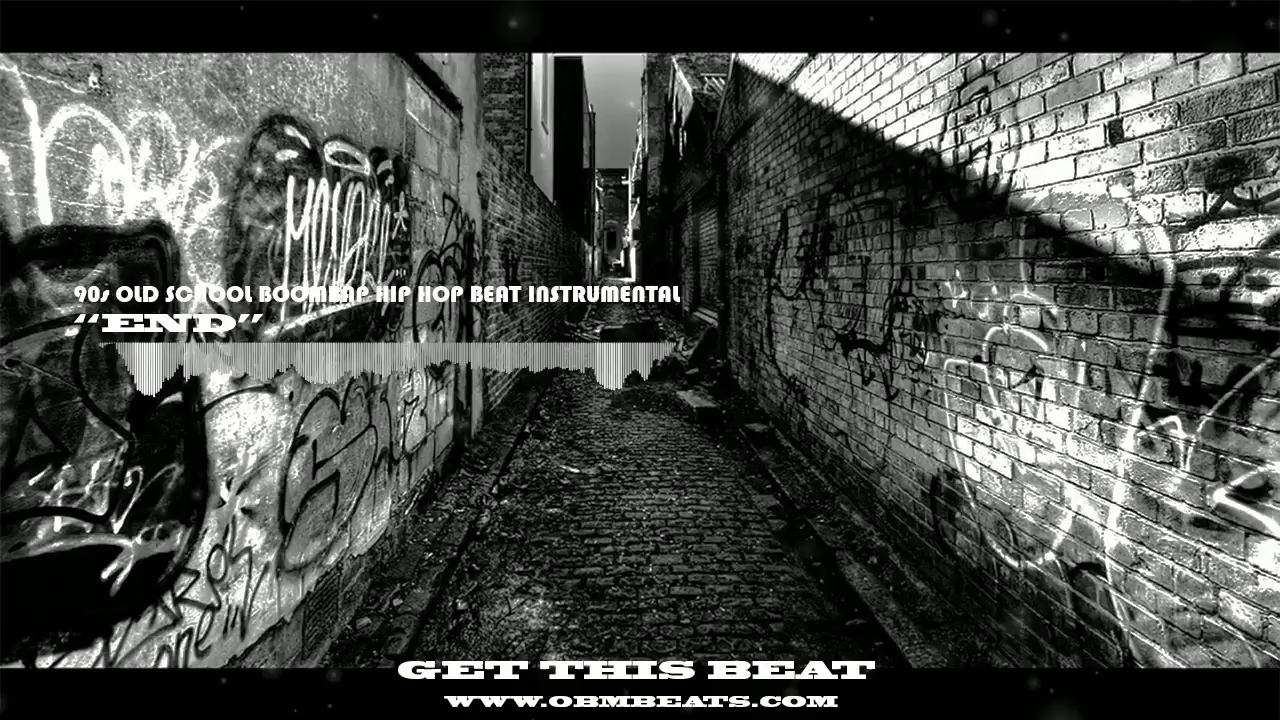 90s OLD SCHOOL BOOMBAP HIP HOP BEAT INSTRUMENTAL
“END”
GET THIS BEAT
WWW.OBMBEATS.COM